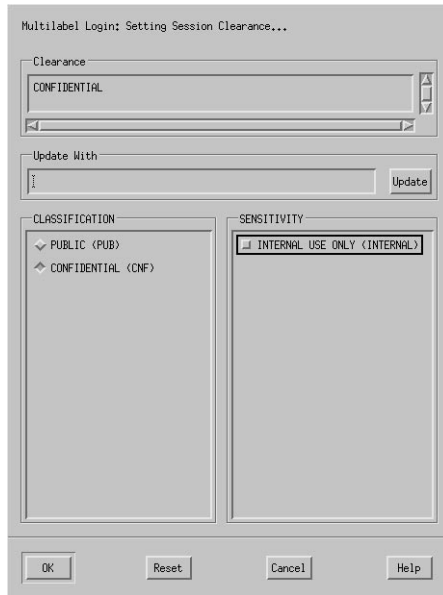 Multilabel Login: Setting Session Clearance...
Clearance
CONFIDENTIAL
Update With
Update
CLASSIFICATION
PUBLIC (PUB)
CONFIDENTIAL (CNF)
SENSITIVITY
INTERNAL USE ONLY (INTERNAL)
OK
Reset
Cancel
Help